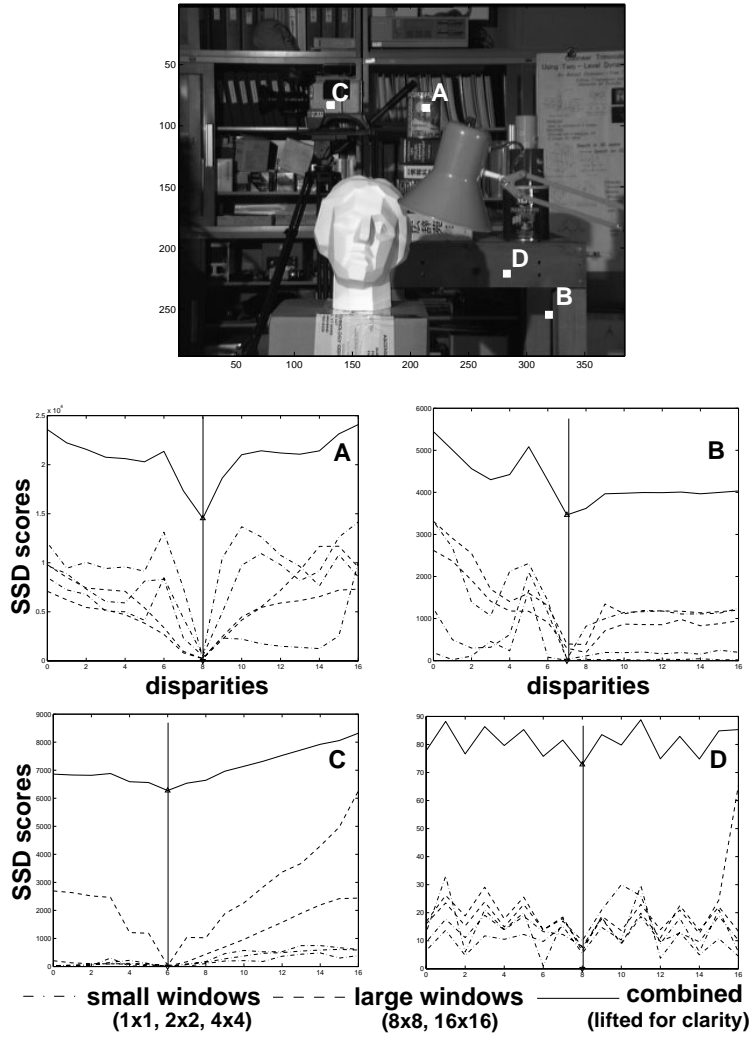 50
100
150
200
250
50 100 150 200 250 300 350
C
A
D
B
x 10⁴
2.5
2
1.5
1
0.5
0
0 2 4 6 8 10 12 14 16
A
SSD scores
disparities
6000
5000
4000
3000
2000
1000
0
0 2 4 6 8 10 12 14 16
B
disparities
9000
8000
7000
6000
5000
4000
3000
2000
1000
0
0 2 4 6 8 10 12 14 16
C
SSD scores
90
80
70
60
50
40
30
20
10
0
0 2 4 6 8 10 12 14 16
D
small windows
(1x1, 2x2, 4x4)
large windows
(8x8, 16x16)
combined
(lifted for clarity)